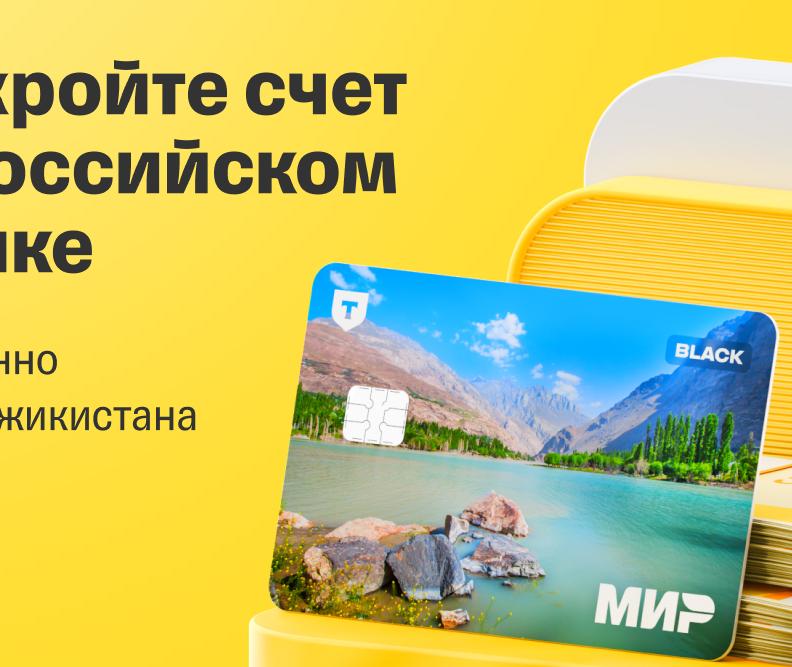 кройте счет
оссийском
нке
нно
жикистана
T
BLACK
МИР